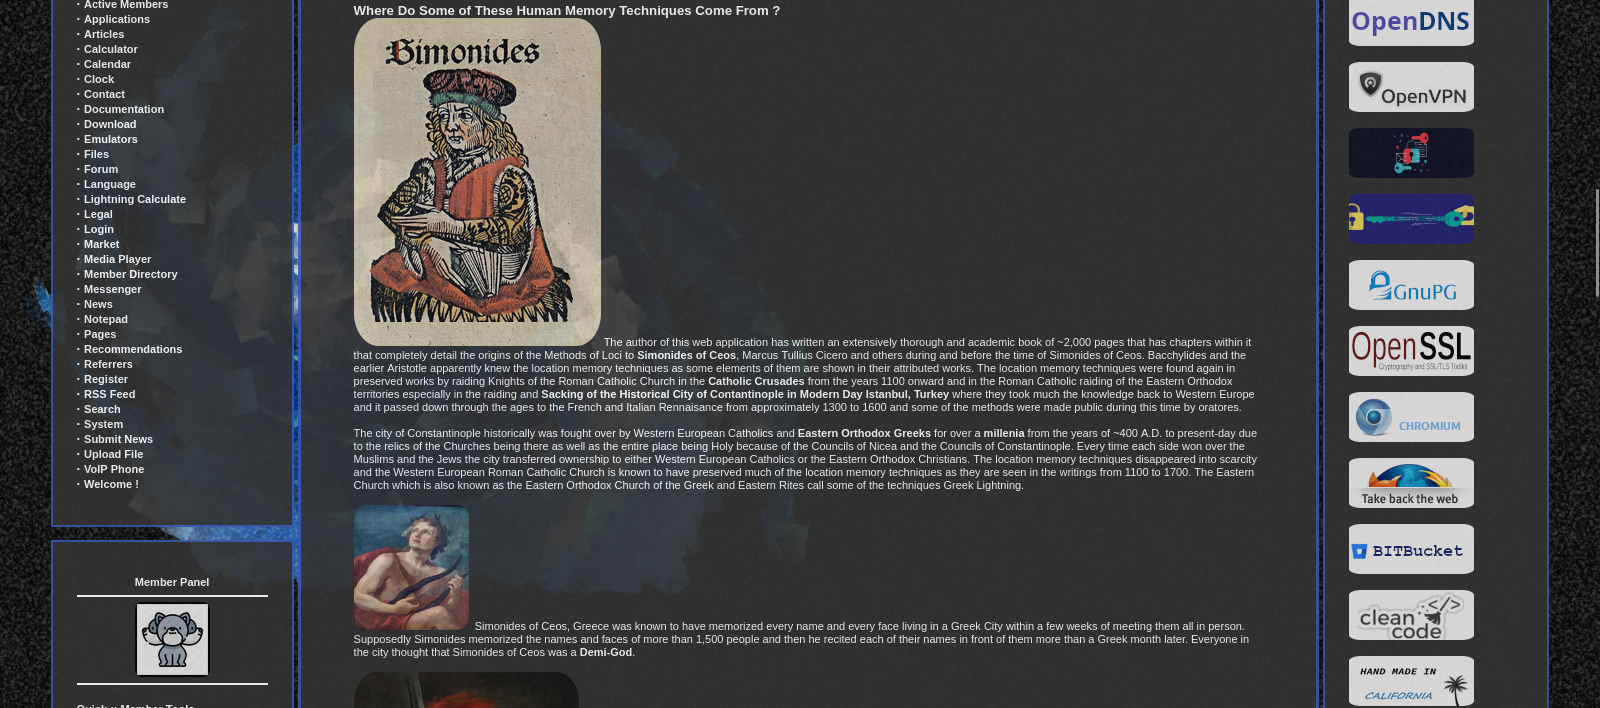 · Active Members
· Applications
· Articles
· Calculator
· Calendar
· Clock
· Contact
· Documentation
· Download
· Emulators
· Files
· Forum
· Language
· Lightning Calculate
· Legal
· Login
· Market
· Media Player
· Member Directory
· Messenger
· News
· Notepad
· Pages
· Recommendations
· Referrers
· Register
· RSS Feed
· Search
· System
· Submit News
· Upload File
· VoIP Phone
· Welcome !
Member Panel
Where Do Some of These Human Memory Techniques Come From ?
Simonides
The author of this web application has written an extensively thorough and academic book of ~2,000 pages that has chapters within it
that completely detail the origins of the Methods of Loci to Simonides of Ceos, Marcus Tullius Cicero and others during and before the time of Simonides of Ceos. Bacchylides and the
earlier Aristotle apparently knew the location memory techniques as some elements of them are shown in their attributed works. The location memory techniques were found again in
preserved works by raiding Knights of the Roman Catholic Church in the Catholic Crusades from the years 1100 onward and in the Roman Catholic raiding of the Eastern Orthodox
territories especially in the raiding and Sacking of the Historical City of Contantinople in Modern Day Istanbul, Turkey where they took much the knowledge back to Western Europe
and it passed down through the ages to the French and Italian Rennaisance from approximately 1300 to 1600 and some of the methods were made public during this time by oratores.
The city of Constantinople historically was fought over by Western European Catholics and Eastern Orthodox Greeks for over a millenia from the years of ~400 A.D. to present-day due
to the relics of the Churches being there as well as the entire place being Holy because of the Councils of Nicea and the Councils of Constantinople. Every time each side won over the
Muslims and the Jews the city transferred ownership to either Western European Catholics or the Eastern Orthodox Christians. The location memory techniques disappeared into obscarity
and the Western European Roman Catholic Church is known to have preserved much of the location memory techniques as they are seen in the writings from 1100 to 1700. The Eastern
Church which is also known as the Eastern Orthodox Church of the Greek and Eastern Rites call some of the techniques Greek Lightning.
Simonides of Ceos, Greece was known to have memorized every name and every face living in a Greek City within a few weeks of meeting them all in person.
Supposedly Simonides memorized the names and faces of more than 1,500 people and then he recited each of their names in front of them more than a Greek month later. Everyone in
the city thought that Simonides of Ceos was a Demi-God.
OpenDNS
OpenVPN
GnuPG
OpenSSL
Cryptography and SSL/TLS Toolkit
CHROMIUM
Take back the web
BITBucket
</>
clean
code
HAND MADE IN
CALIFORNIA